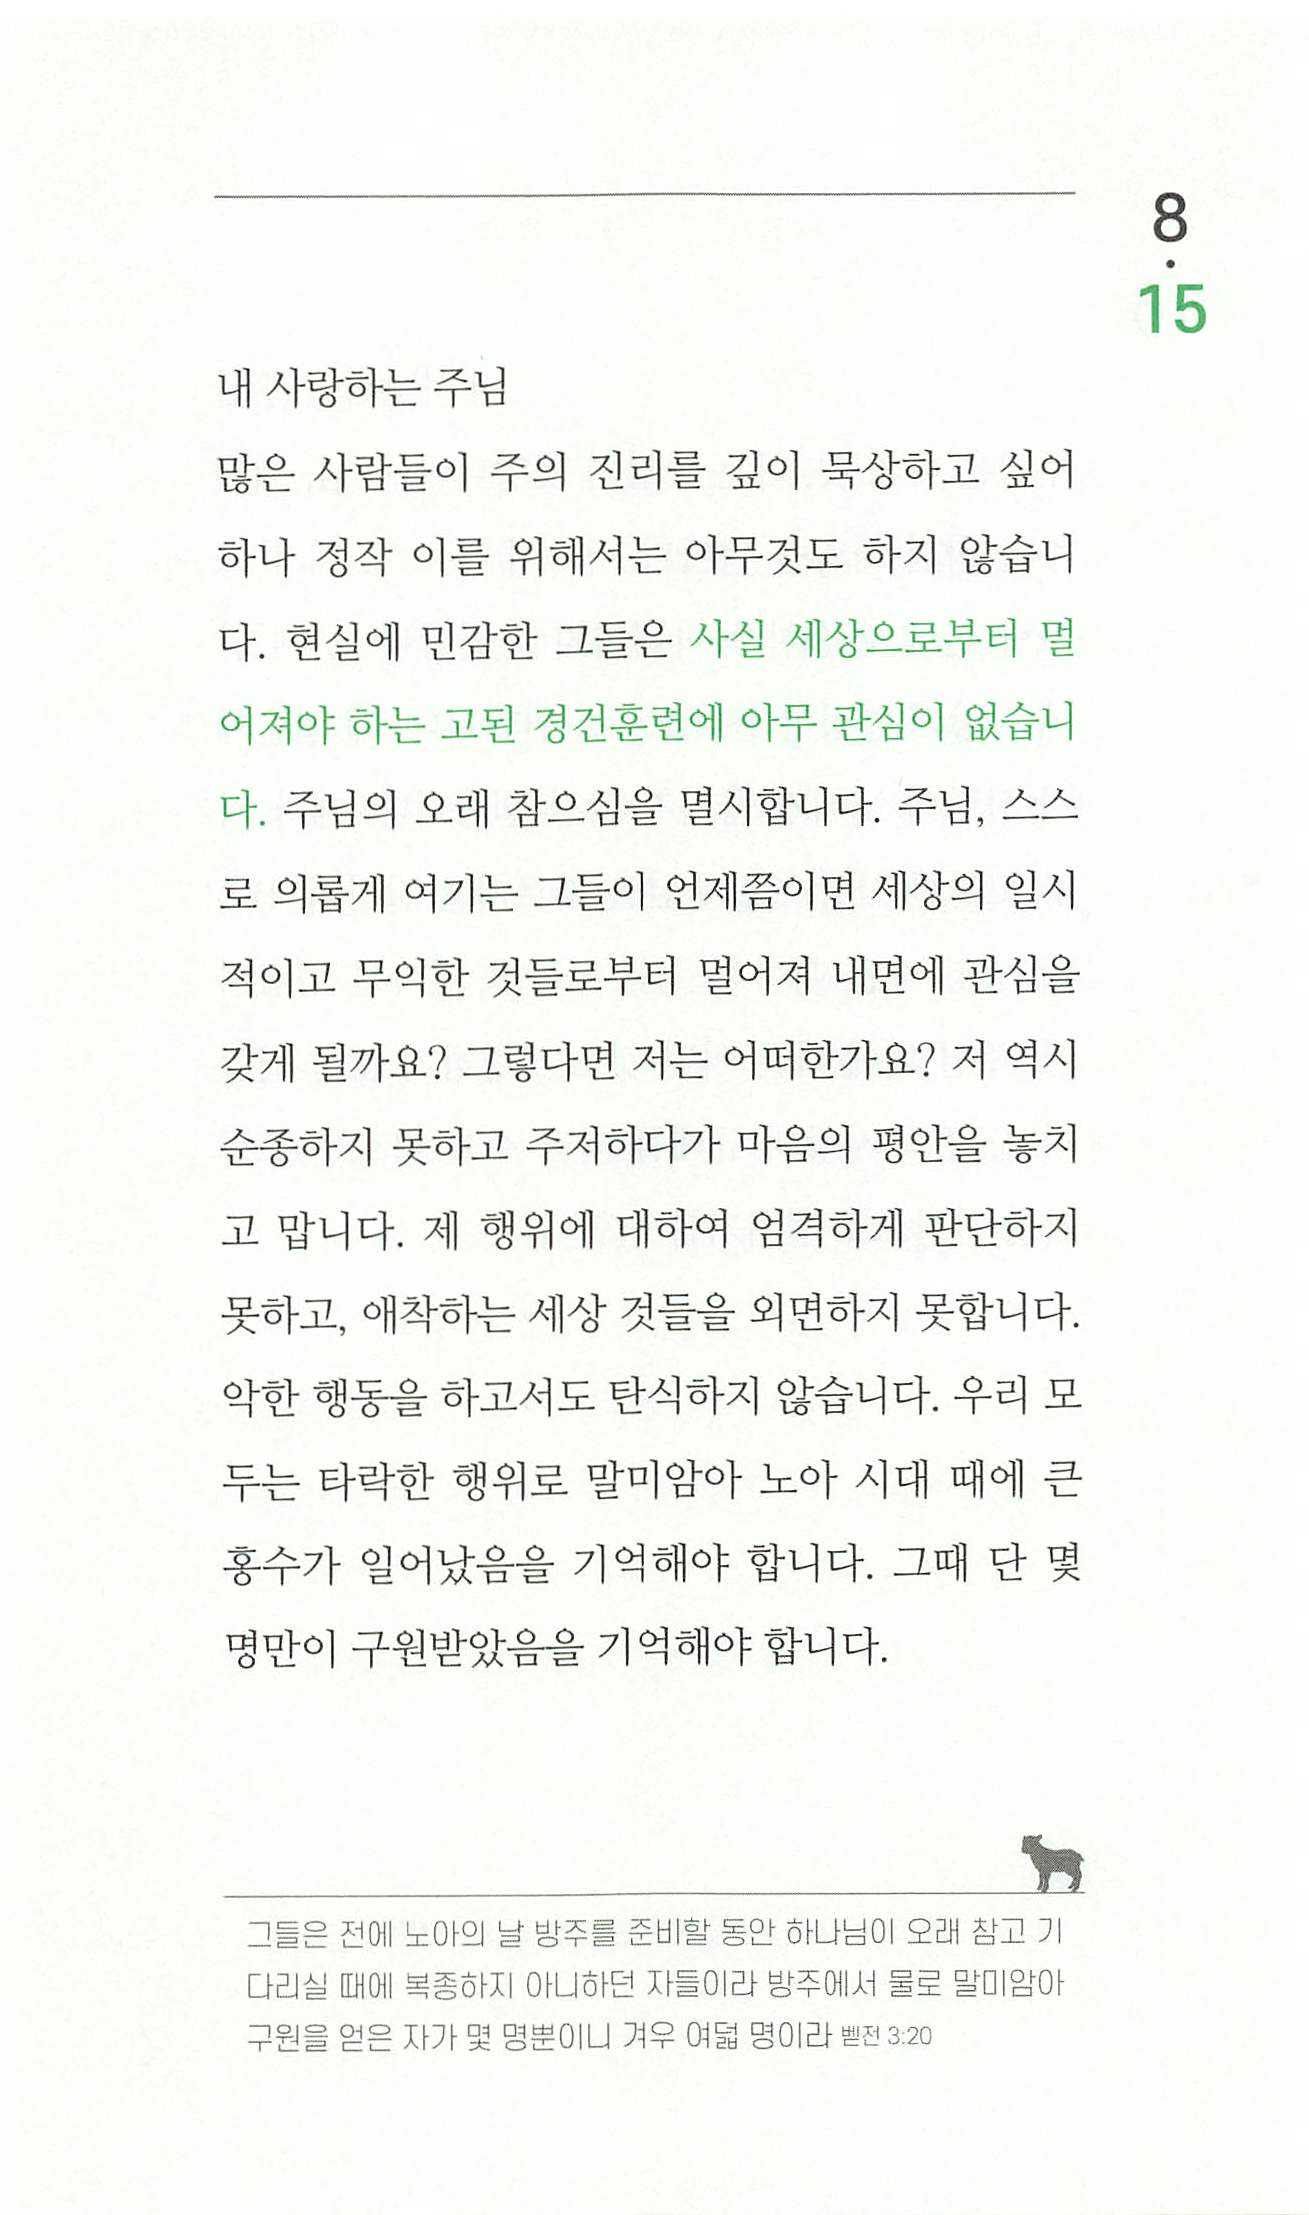 8
·
15
내 사랑하는 주님
많은 사람들이 주의 진리를 깊이 묵상하고 싶어
하나 정작 이를 위해서는 아무것도 하지 않습니
다. 현실에 민감한 그들은 사실 세상으로부터 멀
어져야 하는 고된 경건훈련에 아무 관심이 없습니
다. 주님의 오래 참으심을 멸시합니다. 주님, 스스
로 의롭게 여기는 그들이 언제쯤이면 세상의 일시
적이고 무익한 것들로부터 멀어져 내면에 관심을
갖게 될까요? 그렇다면 저는 어떠한가요? 저 역시
순종하지 못하고 주저하다가 마음의 평안을 놓치
고 맙니다. 제 행위에 대하여 엄격하게 판단하지
못하고, 애착하는 세상 것들을 외면하지 못합니다.
악한 행동을 하고서도 탄식하지 않습니다. 우리 모
두는 타락한 행위로 말미암아 노아 시대 때에 큰
홍수가 일어났음을 기억해야 합니다. 그때 단 몇
명만이 구원받았음을 기억해야 합니다.
그들은 전에 노아의 날 방주를 준비할 동안 하나님이 오래 참고 기
다리실 때에 복종하지 아니하던 자들이라 방주에서 물로 말미암아
구원을 얻은 자가 몇 명뿐이니 겨우 여덟 명이라 벧전 3:20